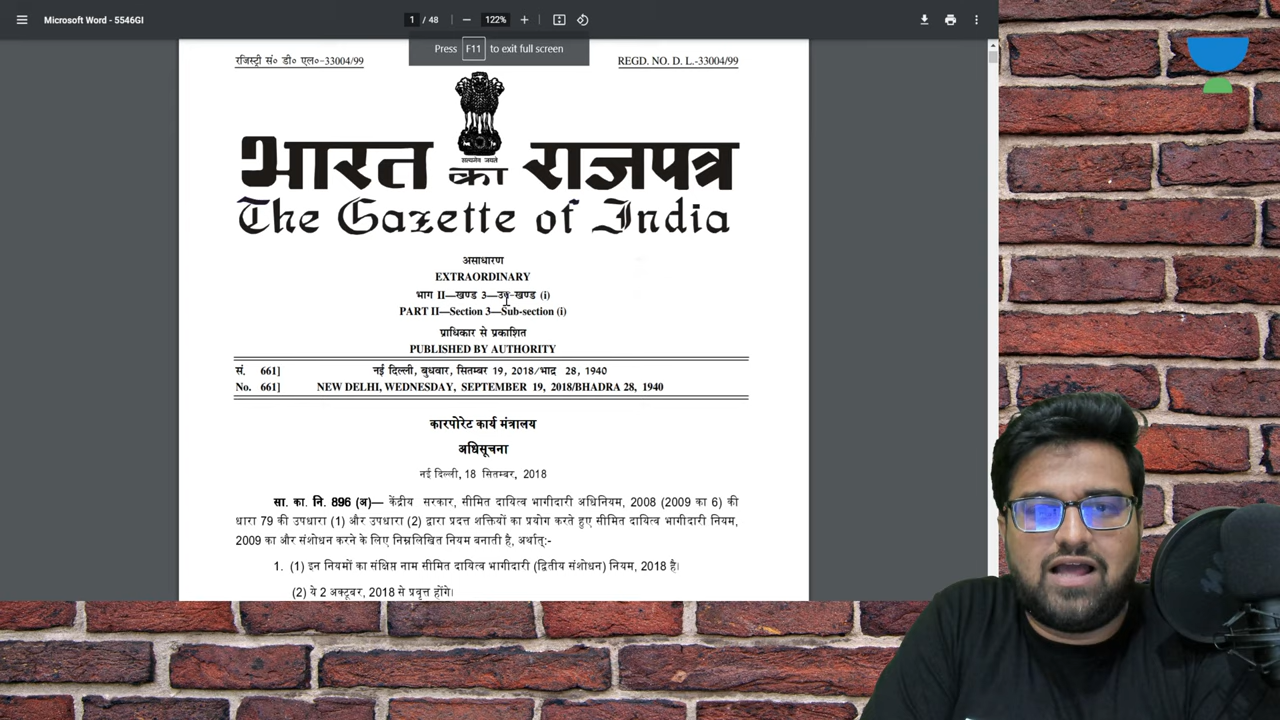 Microsoft Word - 5546GI
1 / 48
122%
Press F11 to exit full screen
रजिस्ट्री सं० डी० एल०-33004/99
REGD. NO. D. L.-33004/99
सत्यमेव जयते
भारत का राजपत्र
The Gazette of India
असाधारण
EXTRAORDINARY
भाग II—खण्ड 3—उप-खण्ड (i)
PART II—Section 3—Sub-section (i)
प्राधिकार से प्रकाशित
PUBLISHED BY AUTHORITY
सं. 661] नई दिल्ली, बुधवार, सितम्बर 19, 2018/भाद्र 28, 1940
No. 661] NEW DELHI, WEDNESDAY, SEPTEMBER 19, 2018/BHADRA 28, 1940
कारपोरेट कार्य मंत्रालय
अधिसूचना
नई दिल्ली, 18 सितम्बर, 2018
सा. का. नि. 896 (अ)— केंद्रीय सरकार, सीमित दायित्व भागीदारी अधिनियम, 2008 (2009 का 6) की
धारा 79 की उपधारा (1) और उपधारा (2) द्वारा प्रदत्त शक्तियों का प्रयोग करते हुए सीमित दायित्व भागीदारी नियम,
2009 का और संशोधन करने के लिए निम्नलिखित नियम बनाती है, अर्थात्:-
1. (1) इन नियमों का संक्षिप्त नाम सीमित दायित्व भागीदारी (द्वितीय संशोधन) नियम, 2018 है।
(2) ये 2 अक्टूबर, 2018 से प्रवृत्त होंगे।